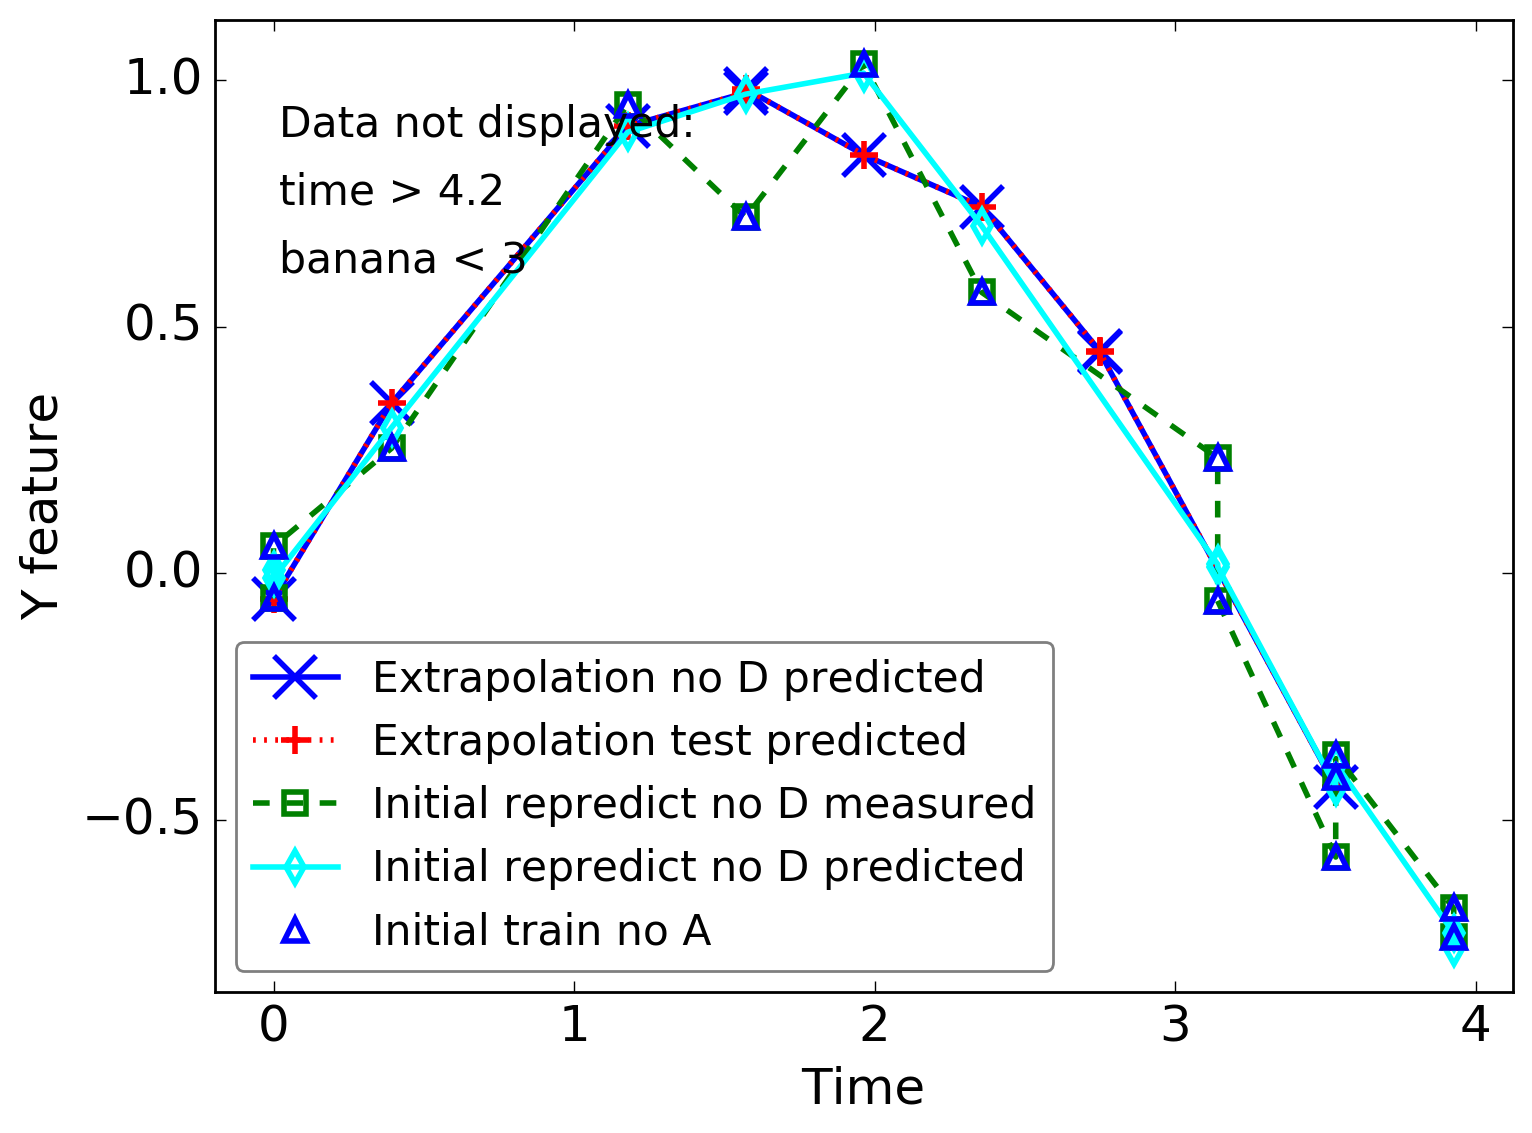 1.0
0.5
0.0
−0.5
Y feature
Data not displayed:
time > 4.2
banana < 3
Extrapolation no D predicted
Extrapolation test predicted
Initial repredict no D measured
Initial repredict no D predicted
Initial train no A
0 1 2 3 4
Time